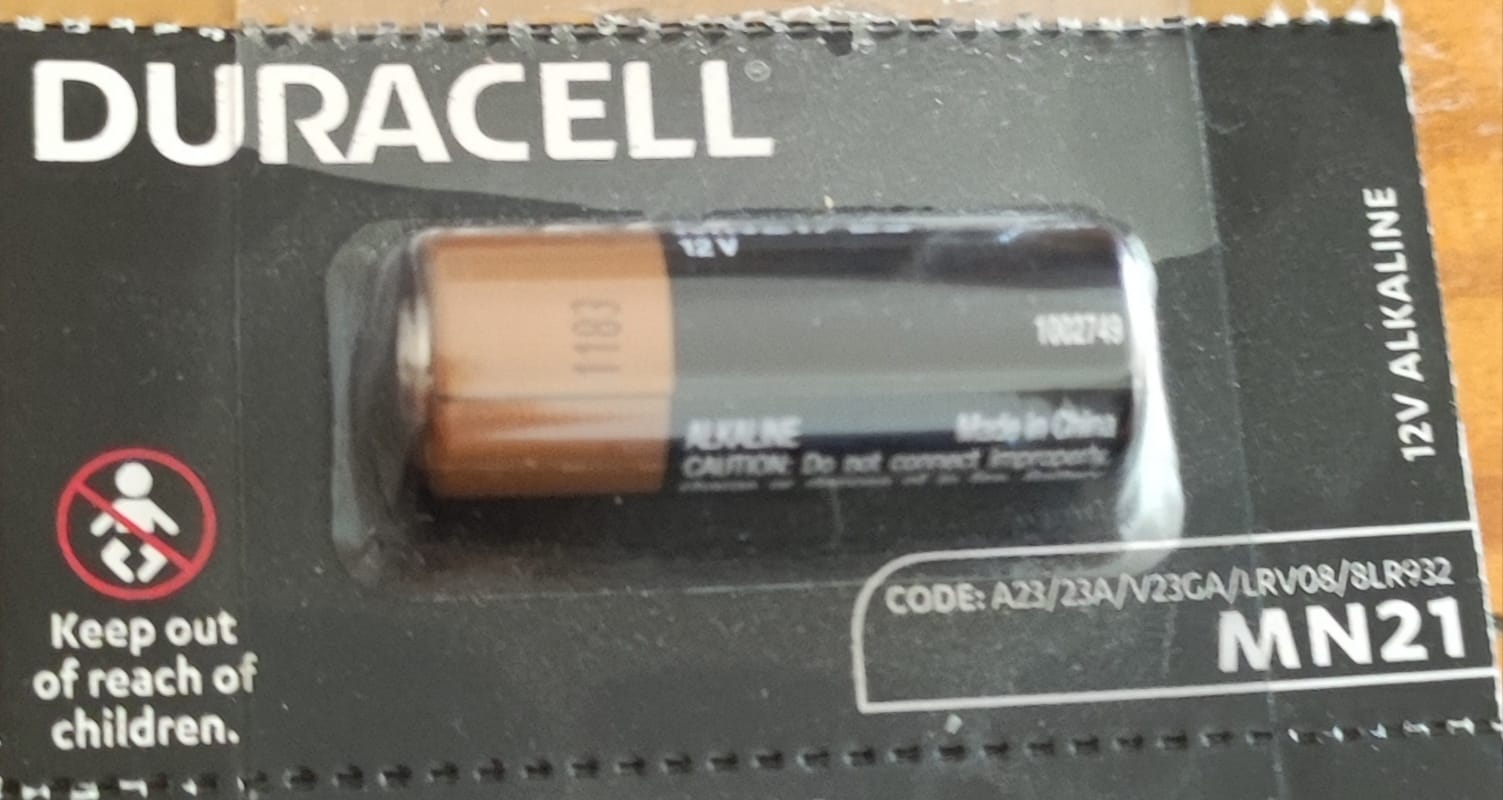 DURACELL
12V
1183
1002749
ALKALINE Made in China
CAUTION: Do not connect improperly,
12V ALKALINE
Keep out
of reach of
children.
CODE: A23/23A/V23GA/LRV08/8LR932
MN21